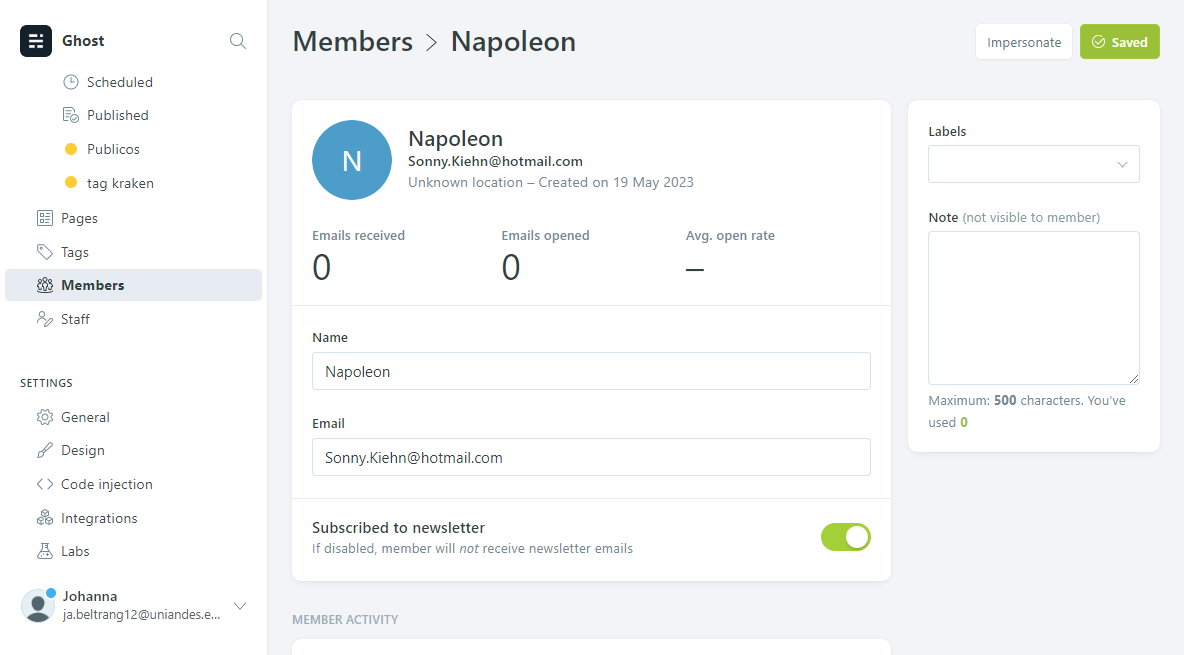 Ghost
Scheduled
Published
Publicos
tag kraken
Pages
Tags
Members
Staff
SETTINGS
General
Design
Code injection
Integrations
Labs
Johanna
ja.beltrang12@uniandes.e...
Members > Napoleon
Impersonate
Saved
N
Napoleon
Sonny.Kiehn@hotmail.com
Unknown location – Created on 19 May 2023
Emails received
Emails opened
Avg. open rate
0
0
–
Name
Napoleon
Email
Sonny.Kiehn@hotmail.com
Subscribed to newsletter
If disabled, member will not receive newsletter emails
MEMBER ACTIVITY
Labels
Note (not visible to member)
Maximum: 500 characters. You’ve
used 0